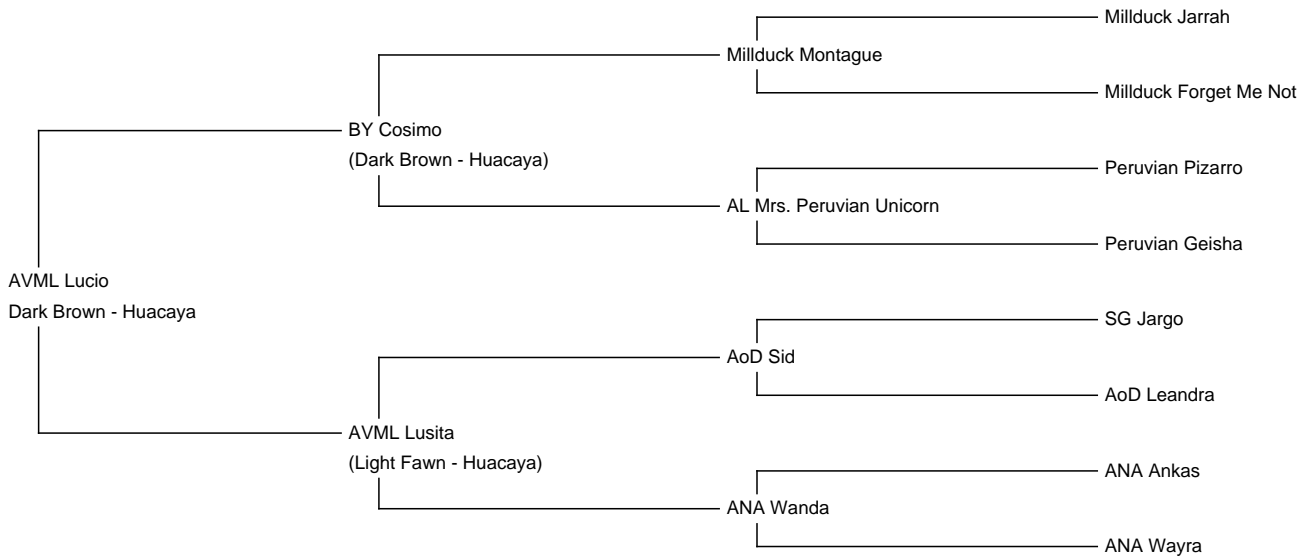 Millduck Jarrah
Millduck Montague
Millduck Forget Me Not
BY Cosimo
(Dark Brown - Huacaya)
Peruvian Pizarro
AL Mrs. Peruvian Unicorn
Peruvian Geisha
AVML Lucio
Dark Brown - Huacaya
SG Jargo
AoD Sid
AoD Leandra
AVML Lusita
(Light Fawn - Huacaya)
ANA Ankas
ANA Wanda
ANA Wayra